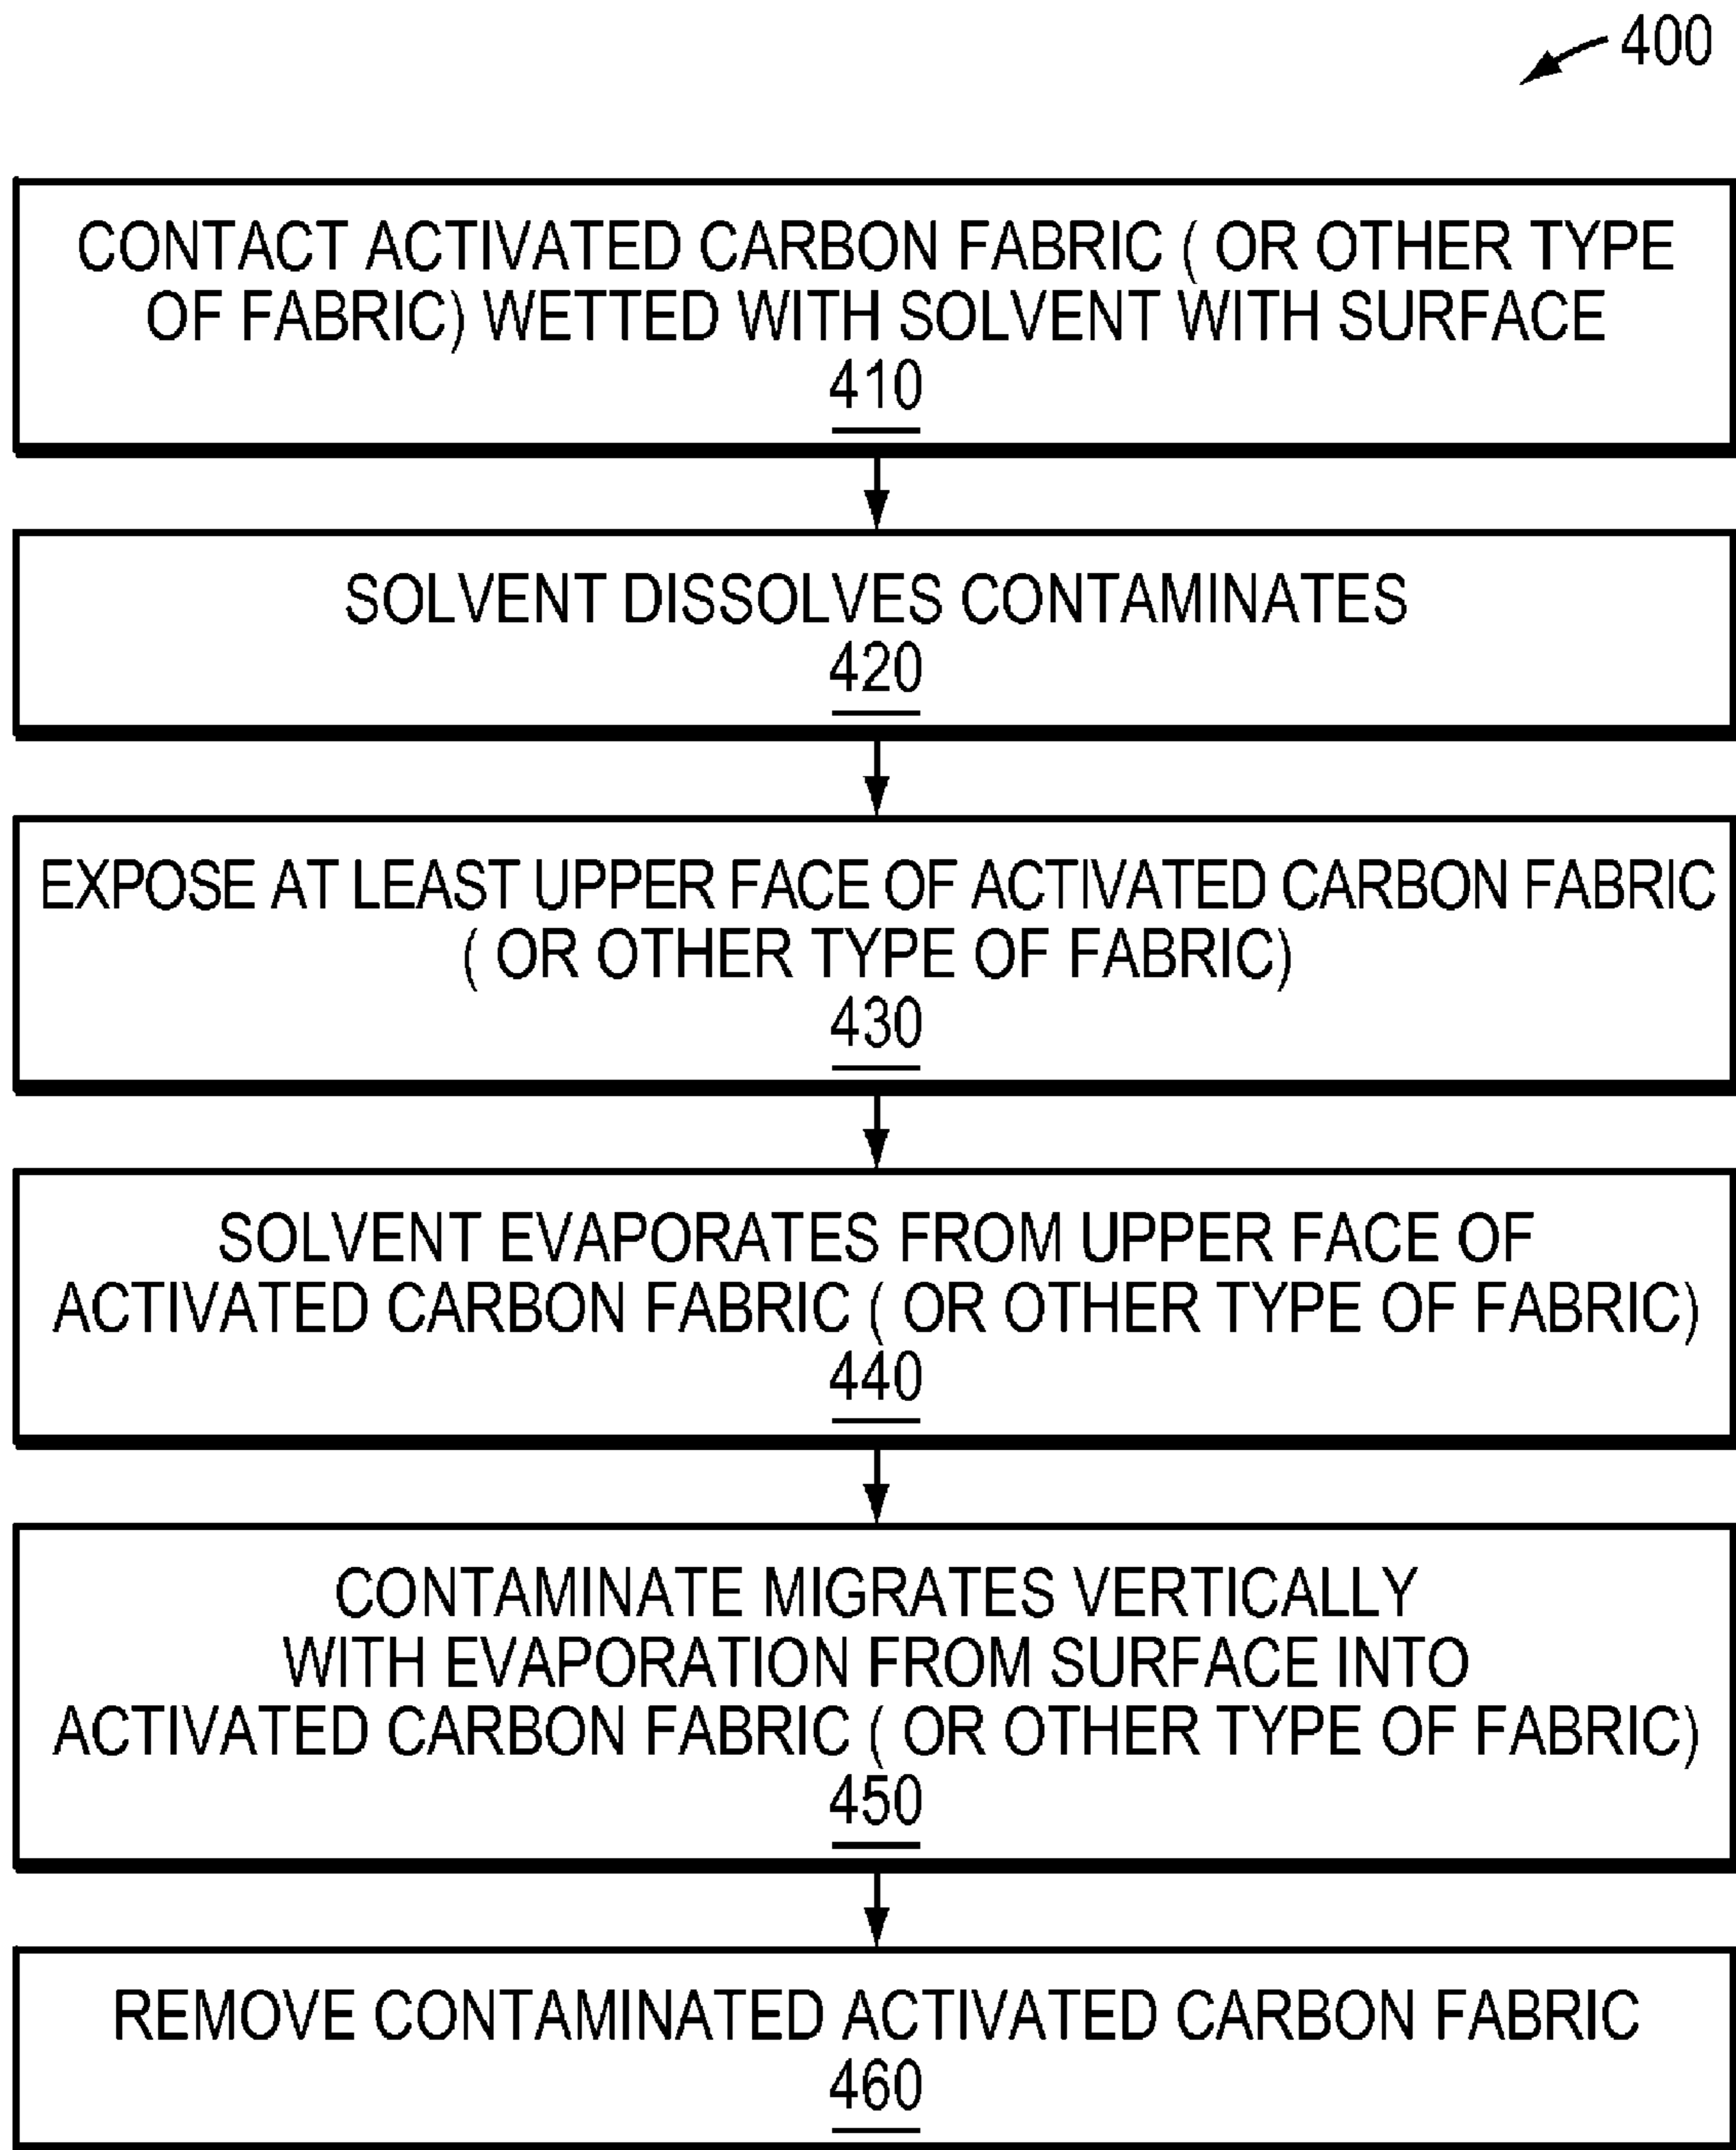 400
CONTACT ACTIVATED CARBON FABRIC ( OR OTHER TYPE
OF FABRIC) WETTED WITH SOLVENT WITH SURFACE
410
SOLVENT DISSOLVES CONTAMINATES
420
EXPOSE AT LEAST UPPER FACE OF ACTIVATED CARBON FABRIC
( OR OTHER TYPE OF FABRIC)
430
SOLVENT EVAPORATES FROM UPPER FACE OF
ACTIVATED CARBON FABRIC ( OR OTHER TYPE OF FABRIC)
440
CONTAMINATE MIGRATES VERTICALLY
WITH EVAPORATION FROM SURFACE INTO
ACTIVATED CARBON FABRIC ( OR OTHER TYPE OF FABRIC)
450
REMOVE CONTAMINATED ACTIVATED CARBON FABRIC
460